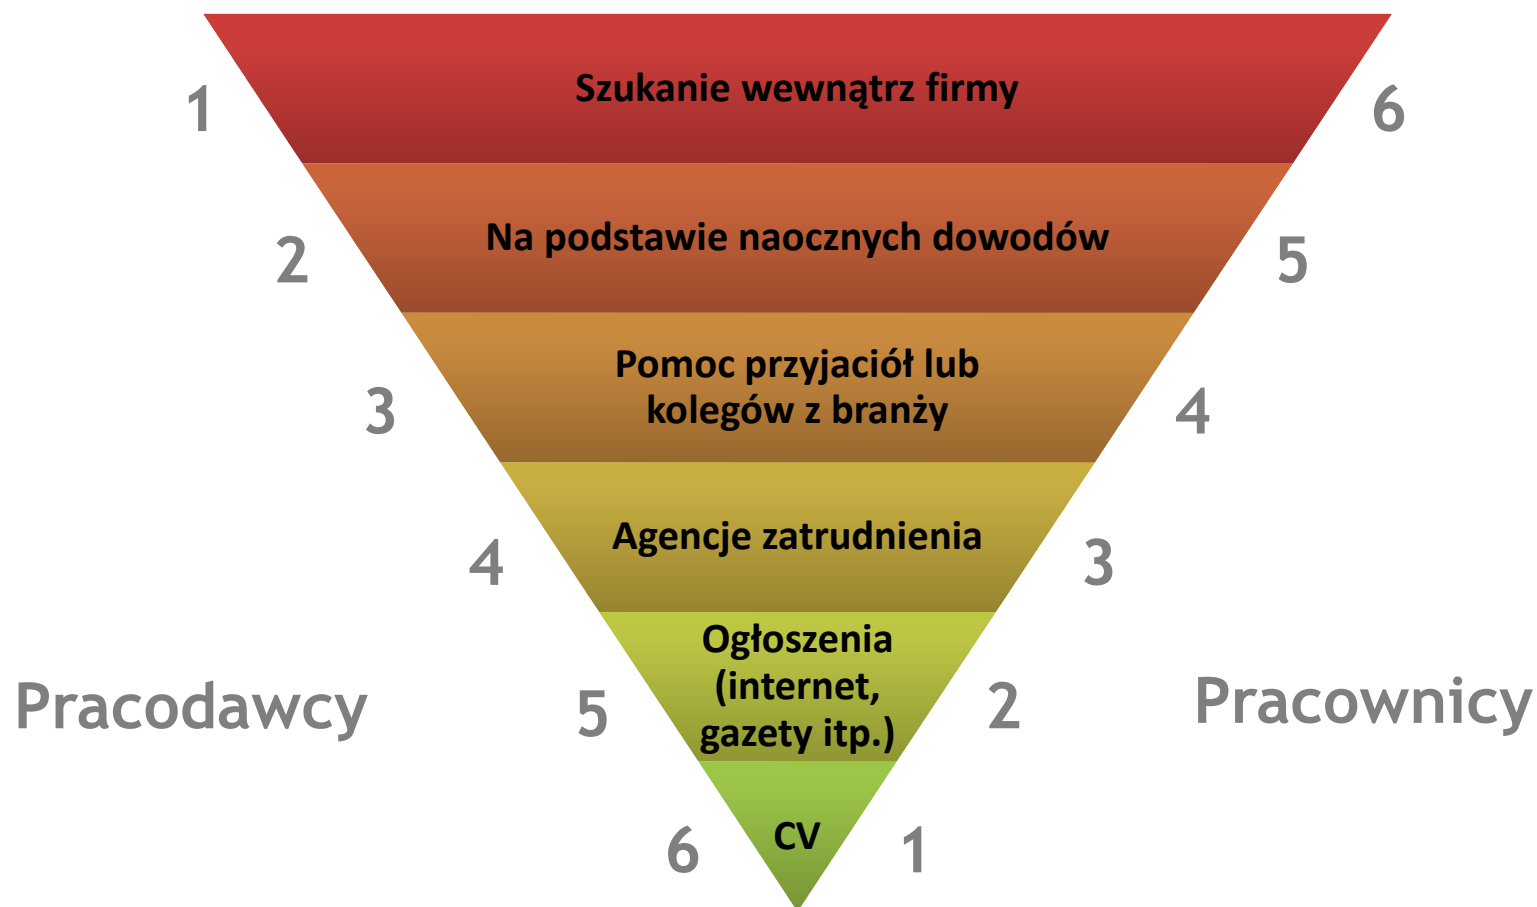 1
Szukanie wewnątrz firmy
6
2
Na podstawie naocznych dowodów
5
3
Pomoc przyjaciół lub
kolegów z branży
4
4
Agencje zatrudnienia
3
Pracodawcy
5
Ogłoszenia
(internet,
gazety itp.)
2
Pracownicy
6
CV
1